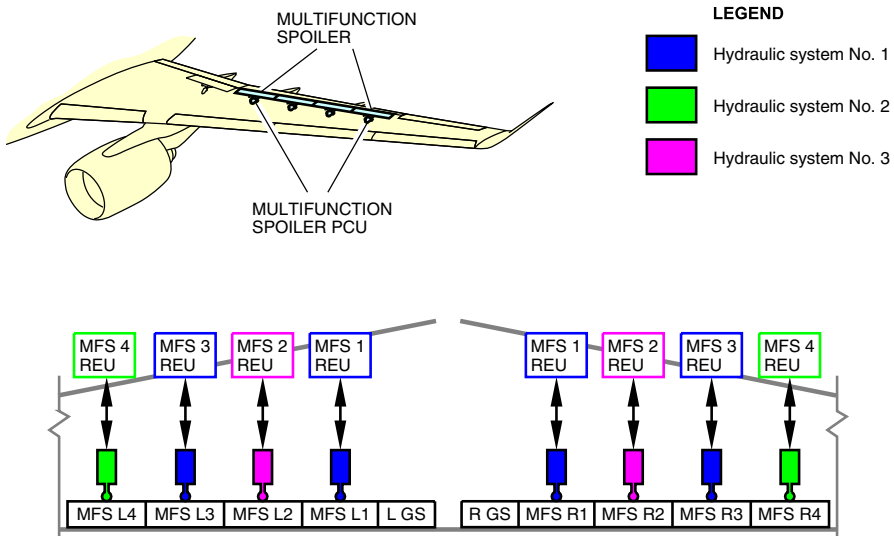 MULTIFUNCTION
SPOILER
MULTIFUNCTION
SPOILER PCU
LEGEND
Hydraulic system No. 1
Hydraulic system No. 2
Hydraulic system No. 3
MFS 4
REU
MFS 3
REU
MFS 2
REU
MFS 1
REU
MFS 1
REU
MFS 2
REU
MFS 3
REU
MFS 4
REU
MFS L4
MFS L3
MFS L2
MFS L1
L GS
R GS
MFS R1
MFS R2
MFS R3
MFS R4